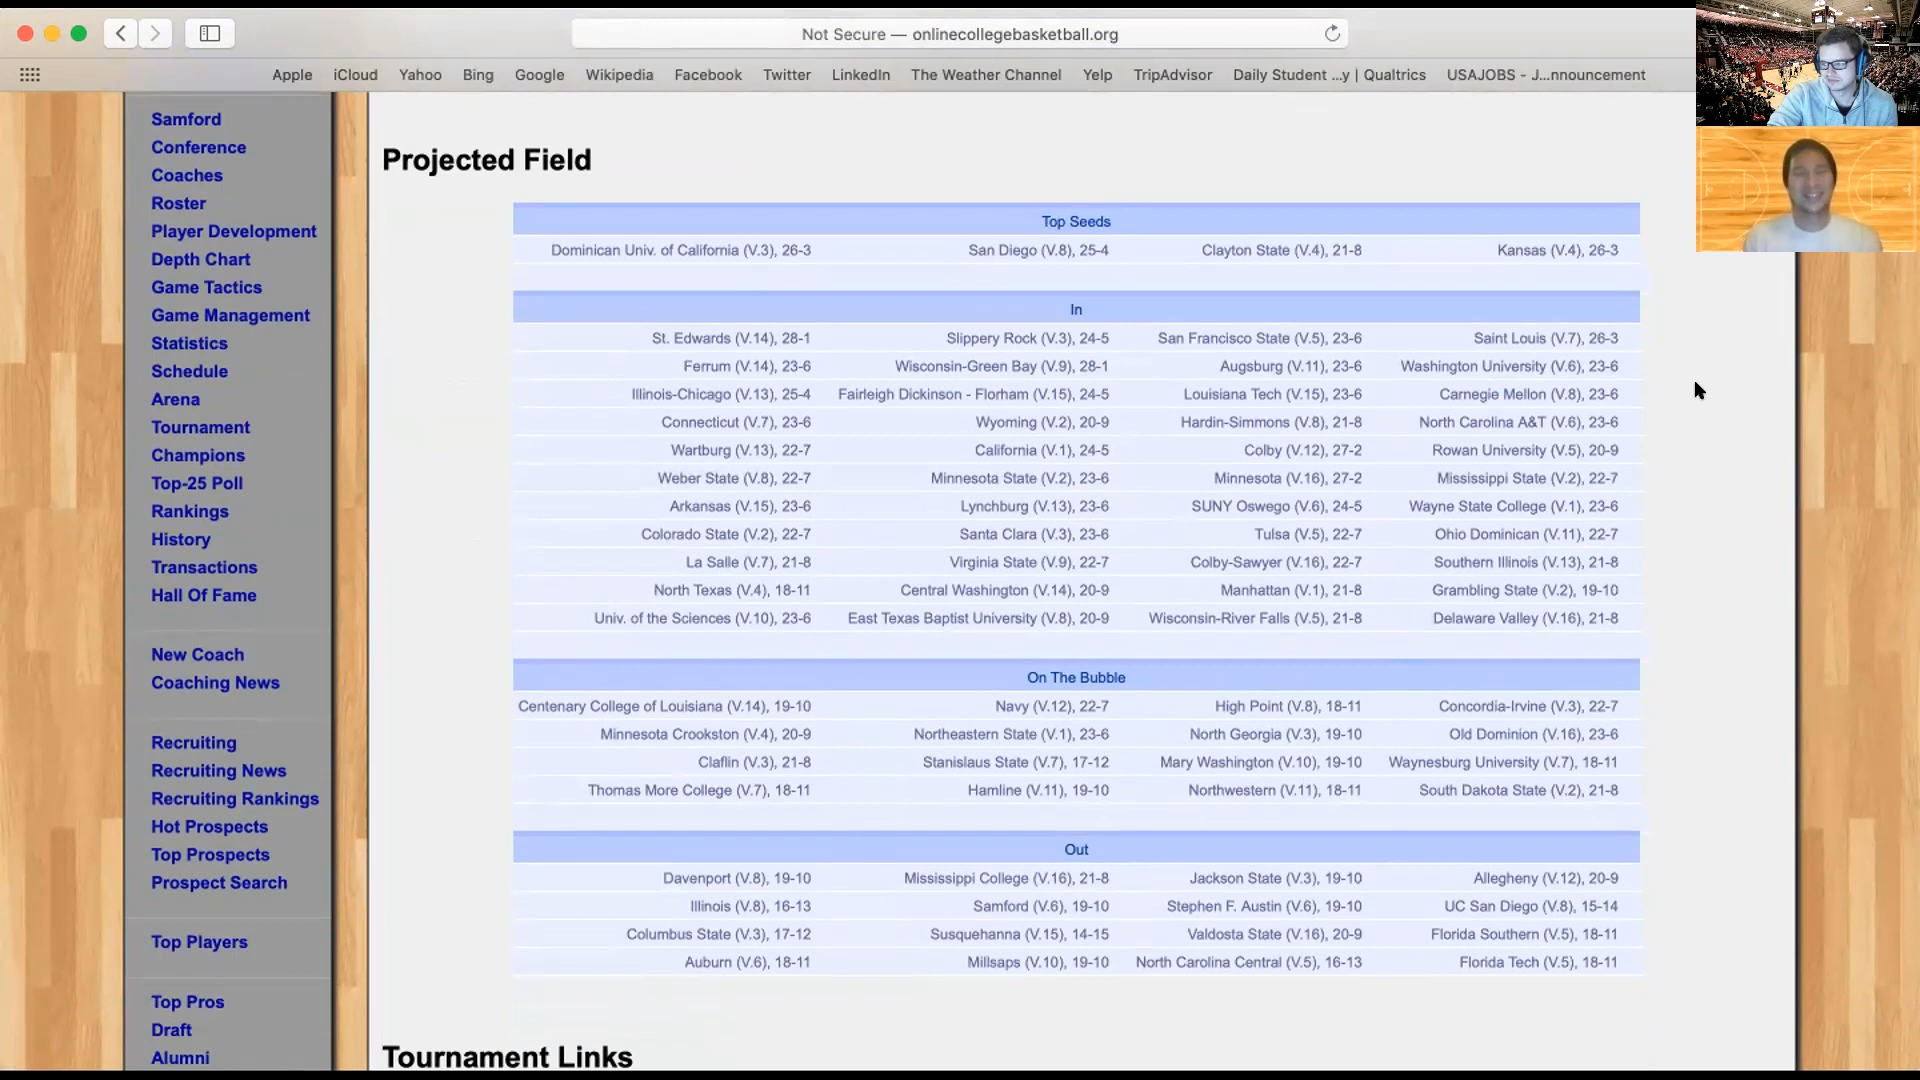 Not Secure — onlinecollegebasketball.org
Apple iCloud Yahoo Bing Google Wikipedia Facebook Twitter LinkedIn The Weather Channel Yelp TripAdvisor Daily Student ...y | Qualtrics USAJOBS - J...nnouncement
Samford
Conference
Coaches
Roster
Player Development
Depth Chart
Game Tactics
Game Management
Statistics
Schedule
Arena
Tournament
Champions
Top-25 Poll
Rankings
History
Transactions
Hall Of Fame
New Coach
Coaching News
Recruiting
Recruiting News
Recruiting Rankings
Hot Prospects
Top Prospects
Prospect Search
Top Players
Top Pros
Draft
Alumni
Projected Field
Top Seeds
Dominican Univ. of California (V.3), 26-3 San Diego (V.8), 25-4 Clayton State (V.4), 21-8 Kansas (V.4), 26-3
In
St. Edwards (V.14), 28-1 Slippery Rock (V.3), 24-5 San Francisco State (V.5), 23-6 Saint Louis (V.7), 26-3
Ferrum (V.14), 23-6 Wisconsin-Green Bay (V.9), 28-1 Augsburg (V.11), 23-6 Washington University (V.6), 23-6
Illinois-Chicago (V.13), 25-4 Fairleigh Dickinson - Florham (V.15), 24-5 Louisiana Tech (V.15), 23-6 Carnegie Mellon (V.8), 23-6
Connecticut (V.7), 23-6 Wyoming (V.2), 20-9 Hardin-Simmons (V.8), 21-8 North Carolina A&T (V.6), 23-6
Wartburg (V.13), 22-7 California (V.1), 24-5 Colby (V.12), 27-2 Rowan University (V.5), 20-9
Weber State (V.8), 22-7 Minnesota State (V.2), 23-6 Minnesota (V.16), 27-2 Mississippi State (V.2), 22-7
Arkansas (V.15), 23-6 Lynchburg (V.13), 23-6 SUNY Oswego (V.6), 24-5 Wayne State College (V.1), 23-6
Colorado State (V.2), 22-7 Santa Clara (V.3), 23-6 Tulsa (V.5), 22-7 Ohio Dominican (V.11), 22-7
La Salle (V.7), 21-8 Virginia State (V.9), 22-7 Colby-Sawyer (V.16), 22-7 Southern Illinois (V.13), 21-8
North Texas (V.4), 18-11 Central Washington (V.14), 20-9 Manhattan (V.1), 21-8 Grambling State (V.2), 19-10
Univ. of the Sciences (V.10), 23-6 East Texas Baptist University (V.8), 20-9 Wisconsin-River Falls (V.5), 21-8 Delaware Valley (V.16), 21-8
On The Bubble
Centenary College of Louisiana (V.14), 19-10 Navy (V.12), 22-7 High Point (V.8), 18-11 Concordia-Irvine (V.3), 22-7
Minnesota Crookston (V.4), 20-9 Northeastern State (V.1), 23-6 North Georgia (V.3), 19-10 Old Dominion (V.16), 23-6
Claflin (V.3), 21-8 Stanislaus State (V.7), 17-12 Mary Washington (V.10), 19-10 Waynesburg University (V.7), 18-11
Thomas More College (V.7), 18-11 Hamline (V.11), 19-10 Northwestern (V.11), 18-11 South Dakota State (V.2), 21-8
Out
Davenport (V.8), 19-10 Mississippi College (V.16), 21-8 Jackson State (V.3), 19-10 Allegheny (V.12), 20-9
Illinois (V.8), 16-13 Samford (V.6), 19-10 Stephen F. Austin (V.6), 19-10 UC San Diego (V.8), 15-14
Columbus State (V.3), 17-12 Susquehanna (V.15), 14-15 Valdosta State (V.16), 20-9 Florida Southern (V.5), 18-11
Auburn (V.6), 18-11 Millsaps (V.10), 19-10 North Carolina Central (V.5), 16-13 Florida Tech (V.5), 18-11
Tournament Links